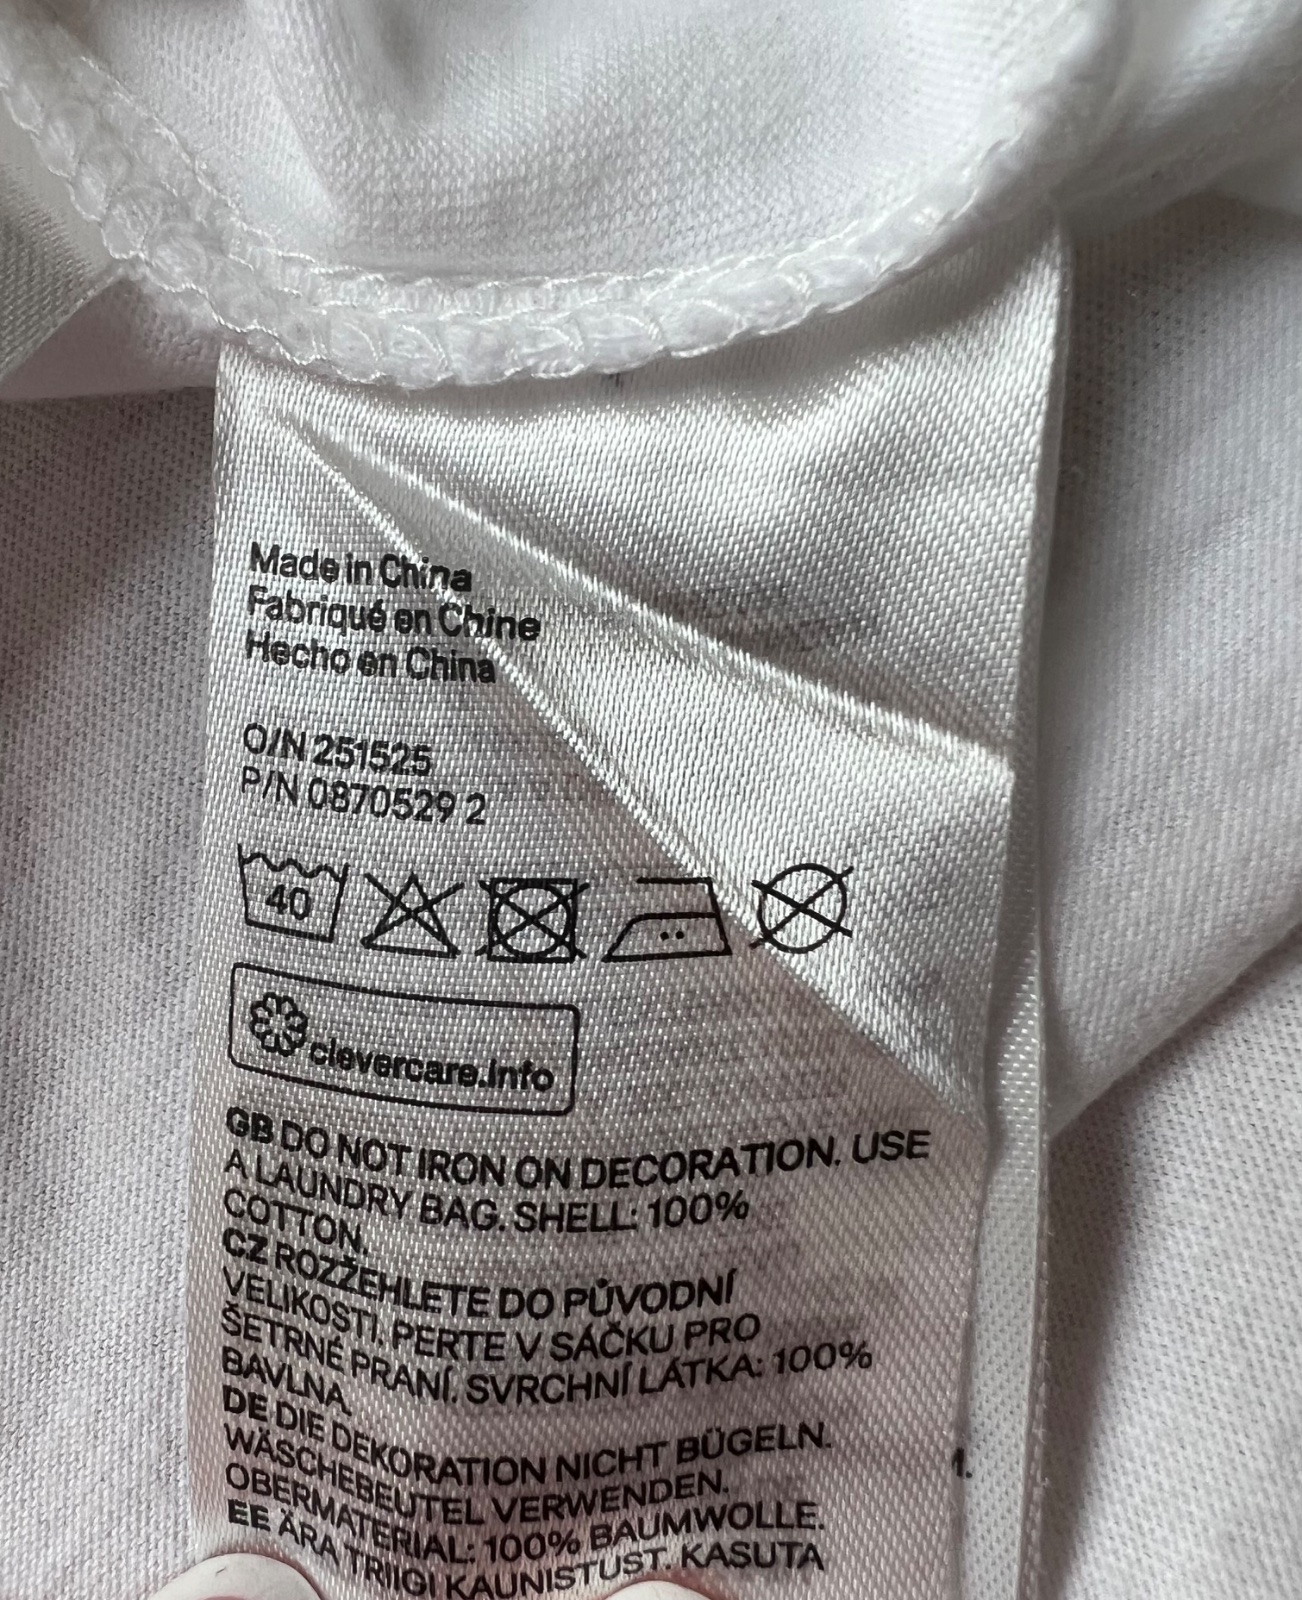 Made in China
Fabriqué en Chine
Hecho en China
O/N 251525
P/N 0870529 2
40
clevercare.info
GB DO NOT IRON ON DECORATION. USE
A LAUNDRY BAG. SHELL: 100%
COTTON.
CZ ROZŽEHLETE DO PŮVODNÍ
VELIKOSTI. PERTE V SÁČKU PRO
ŠETRNÉ PRANÍ. SVRCHNÍ LÁTKA: 100%
BAVLNA.
DE DIE DEKORATION NICHT BÜGELN.
WÄSCHEBEUTEL VERWENDEN.
OBERMATERIAL: 100% BAUMWOLLE.
EE ÄRA TRIIGI KAUNISTUST. KASUTA